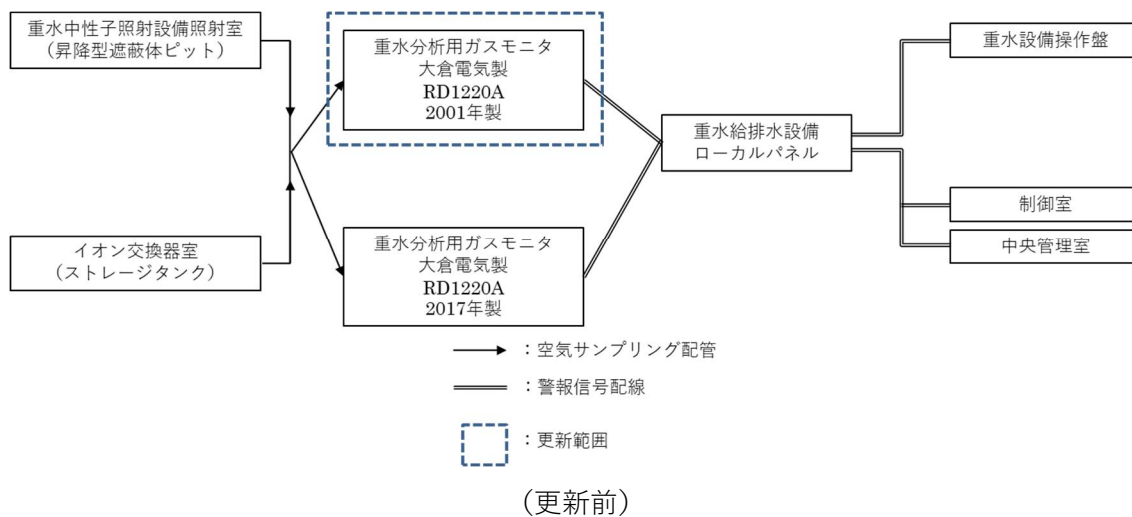 重水中性子照射設備照射室
（昇降型遮蔽体ピット）
イオン交換器室
（ストレージタンク）
重水分析用ガスモニタ
大倉電気製
RD1220A
2001年製
重水分析用ガスモニタ
大倉電気製
RD1220A
2017年製
重水給排水設備
ローカルパネル
重水設備操作盤
制御室
中央管理室
：空気サンプリング配管
：警報信号配線
：更新範囲
（更新前）